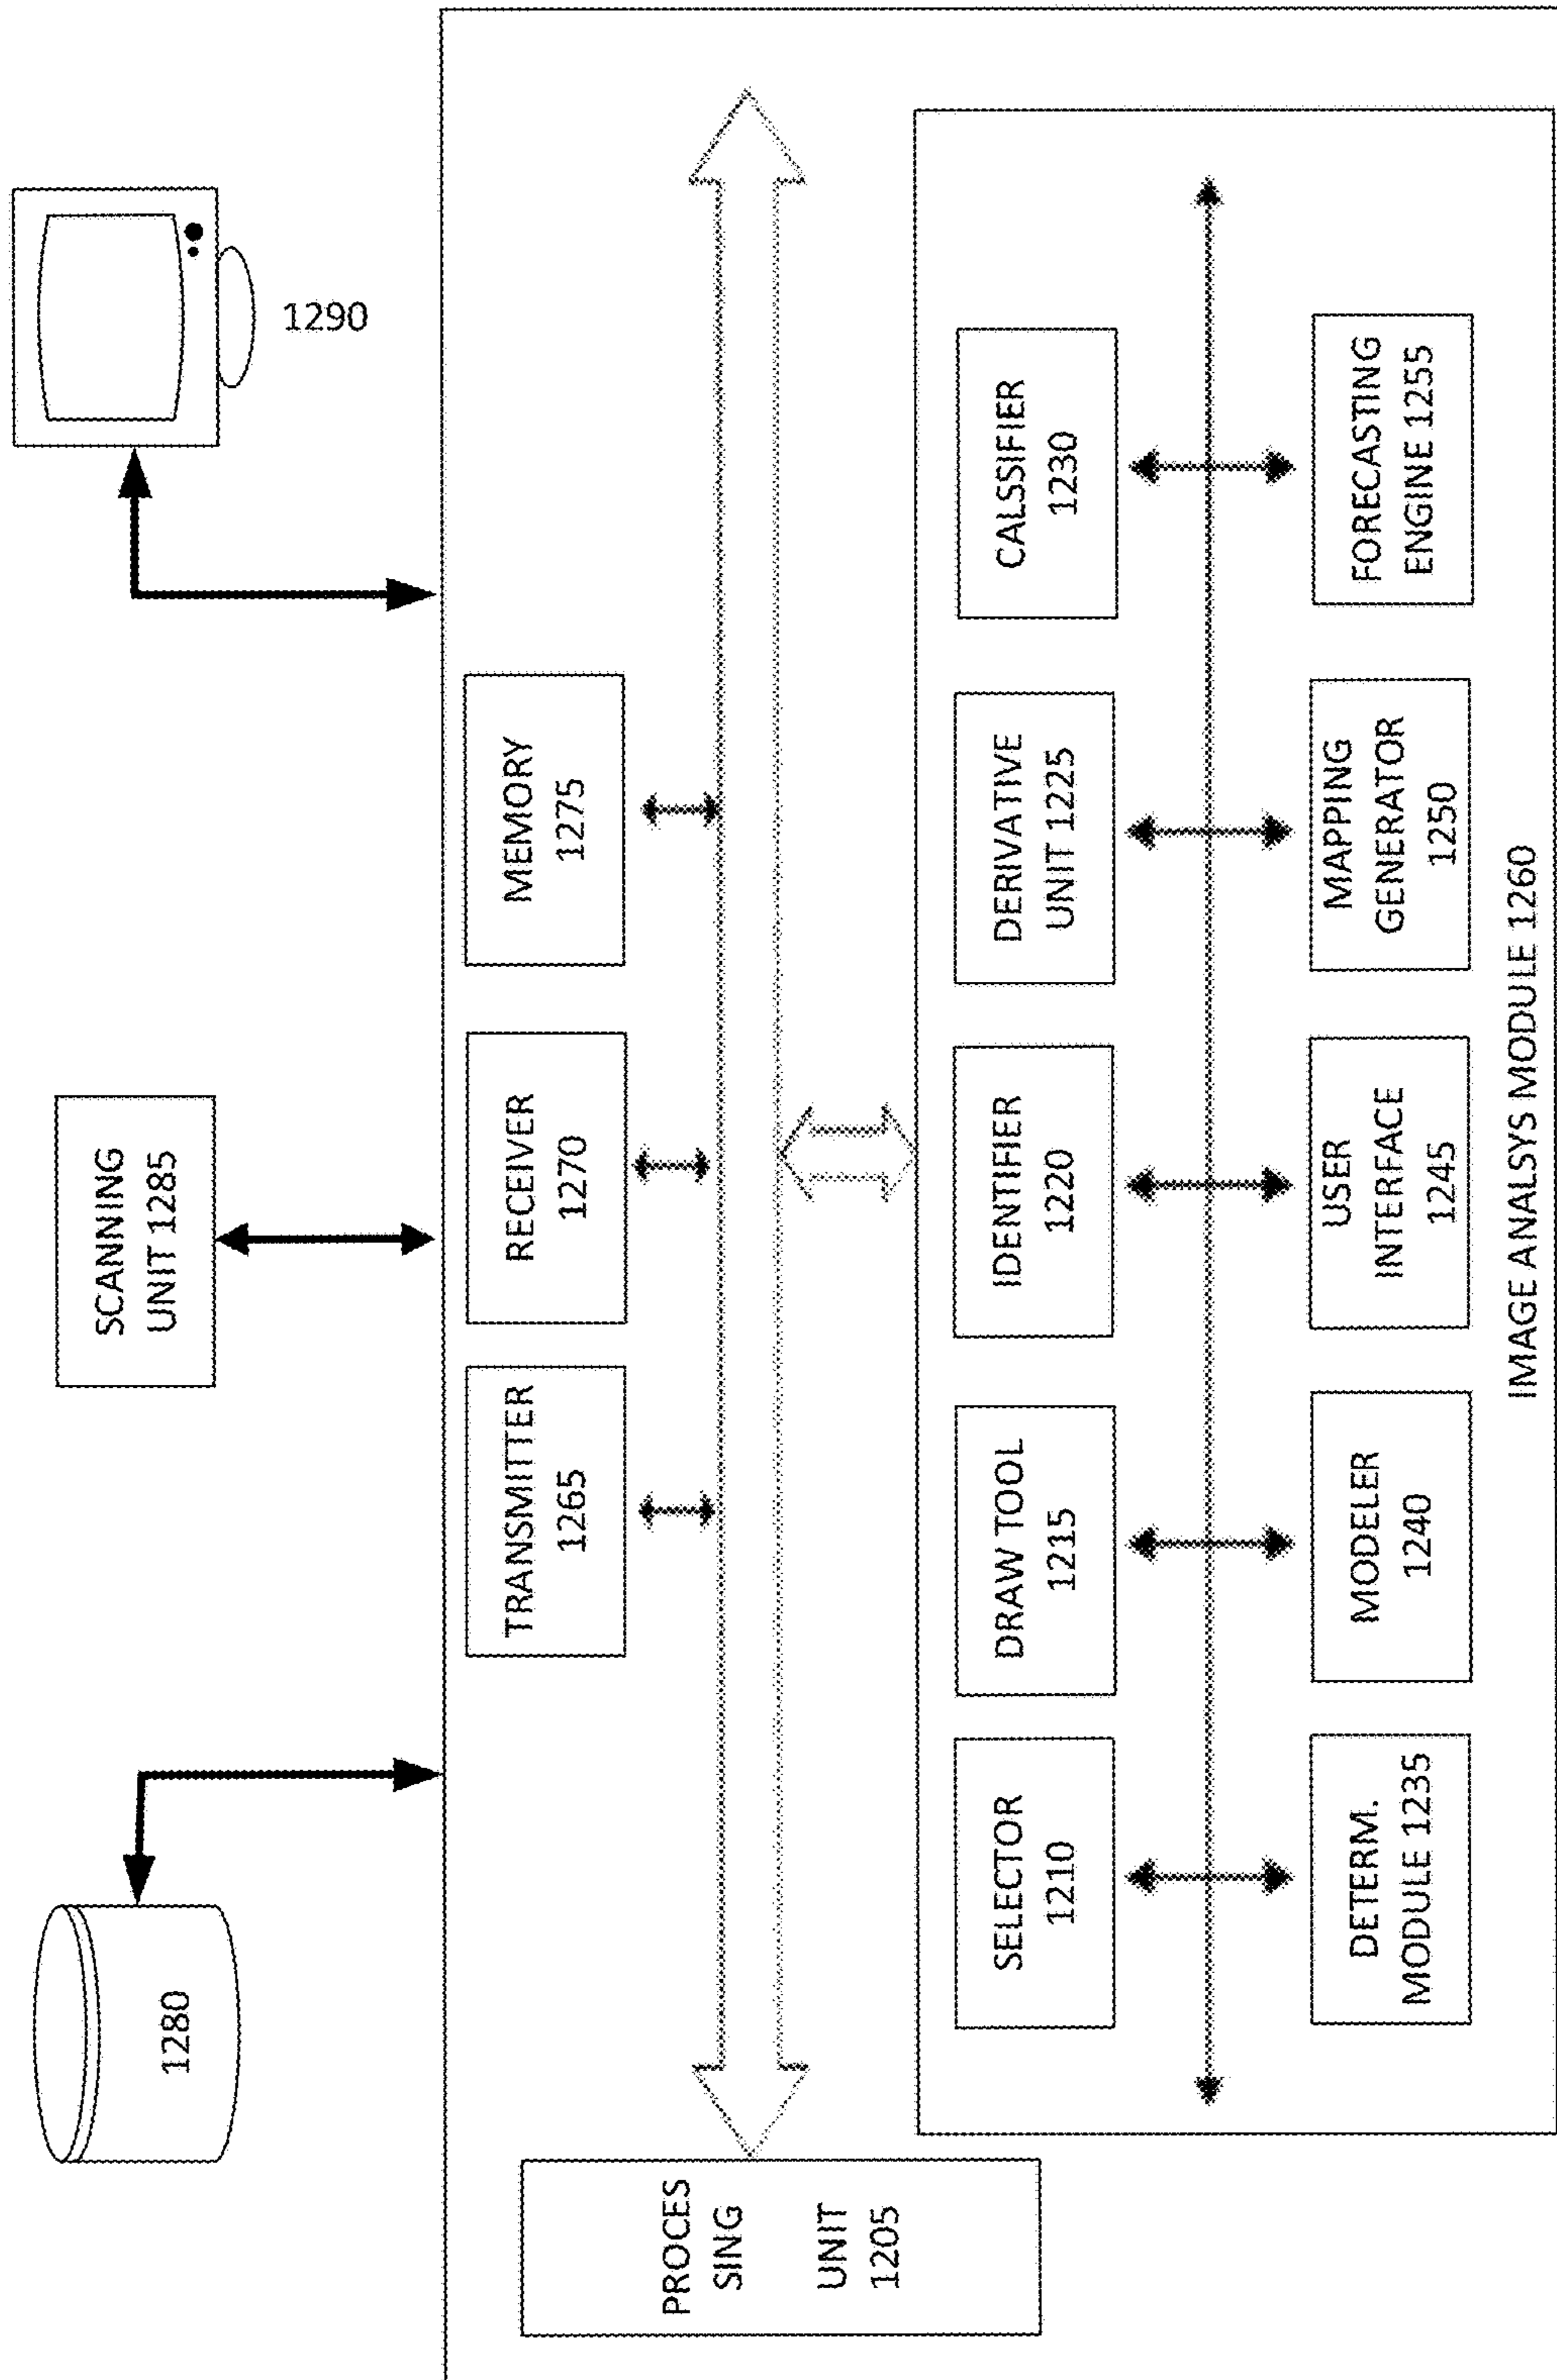 1280
SCANNING
UNIT 1285
1290
PROCES
SING
UNIT
1205
TRANSMITTER
1265
RECEIVER
1270
MEMORY
1275
SELECTOR
1210
DRAW TOOL
1215
IDENTIFIER
1220
DERIVATIVE
UNIT 1225
CALSSIFIER
1230
DETERM.
MODULE 1235
MODELER
1240
USER
INTERFACE
1245
MAPPING
GENERATOR
1250
FORECASTING
ENGINE 1255
IMAGE ANALSYS MODULE 1260